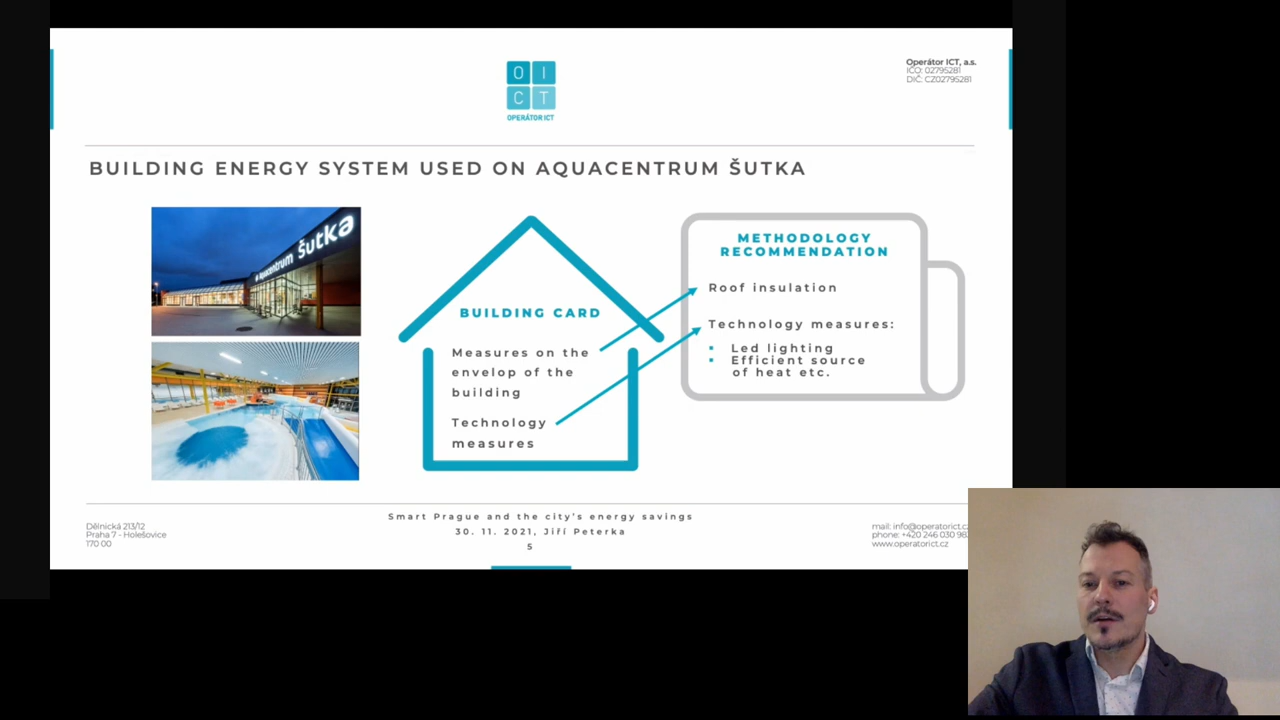 O I
C T
OPERÁTOR ICT
Operátor ICT, a.s.
IČO: 02795281
DIČ: CZ02795281
BUILDING ENERGY SYSTEM USED ON AQUACENTRUM ŠUTKA
Aquacentrum Šutka
BUILDING CARD
Measures on the
envelop of the
building
Technology
measures
METHODOLOGY
RECOMMENDATION
Roof insulation
Technology measures:
Led lighting
Efficient source
of heat etc.
Dělnická 213/12
Praha 7 - Holešovice
170 00
Smart Prague and the city's energy savings
30. 11. 2021, Jiří Peterka
5
mail: info@operatorict.cz
phone: +420 246 030
www.operatorict.cz